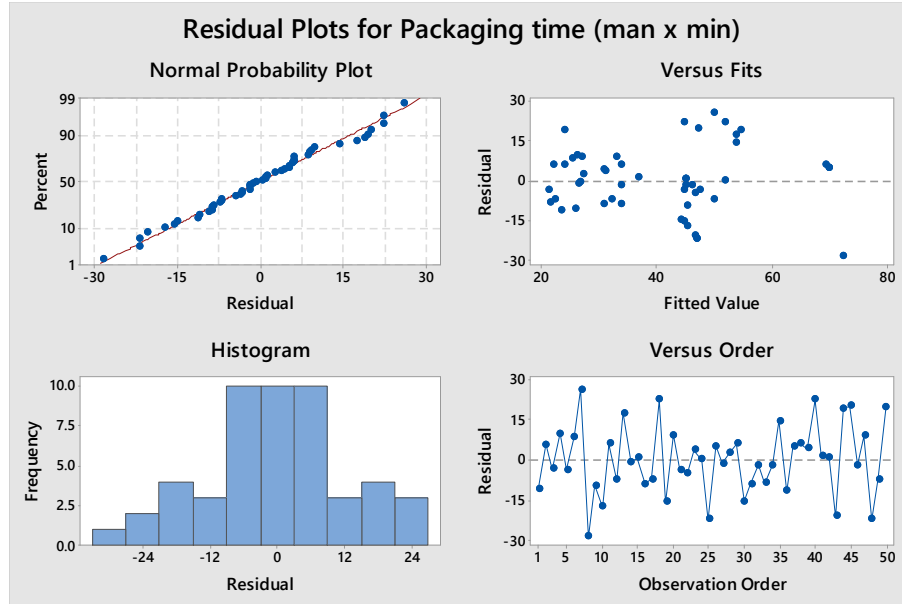 Residual Plots for Packaging time (man x min)
Normal Probability Plot
99
90
50
10
1
Percent
-30 -15 0 15 30
Residual
Versus Fits
30
15
0
-15
-30
Residual
20 40 60 80
Fitted Value
Histogram
10.0
7.5
5.0
2.5
0.0
Frequency
-24 -12 0 12 24
Residual
Versus Order
30
15
0
-15
-30
Residual
1 5 10 15 20 25 30 35 40 45 50
Observation Order